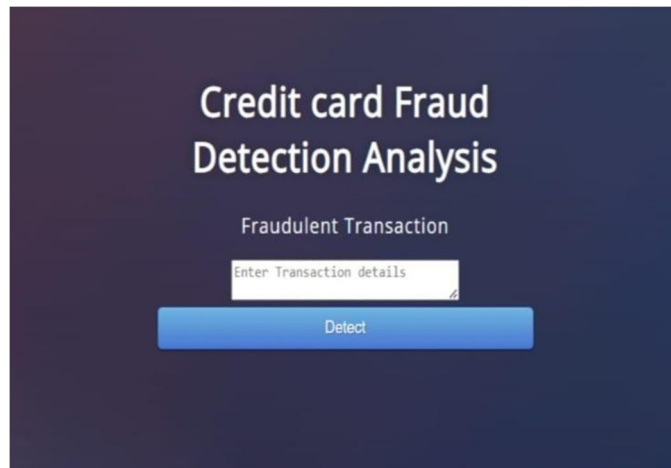 Credit card Fraud
Detection Analysis
Fraudulent Transaction
Enter Transaction details
Detect